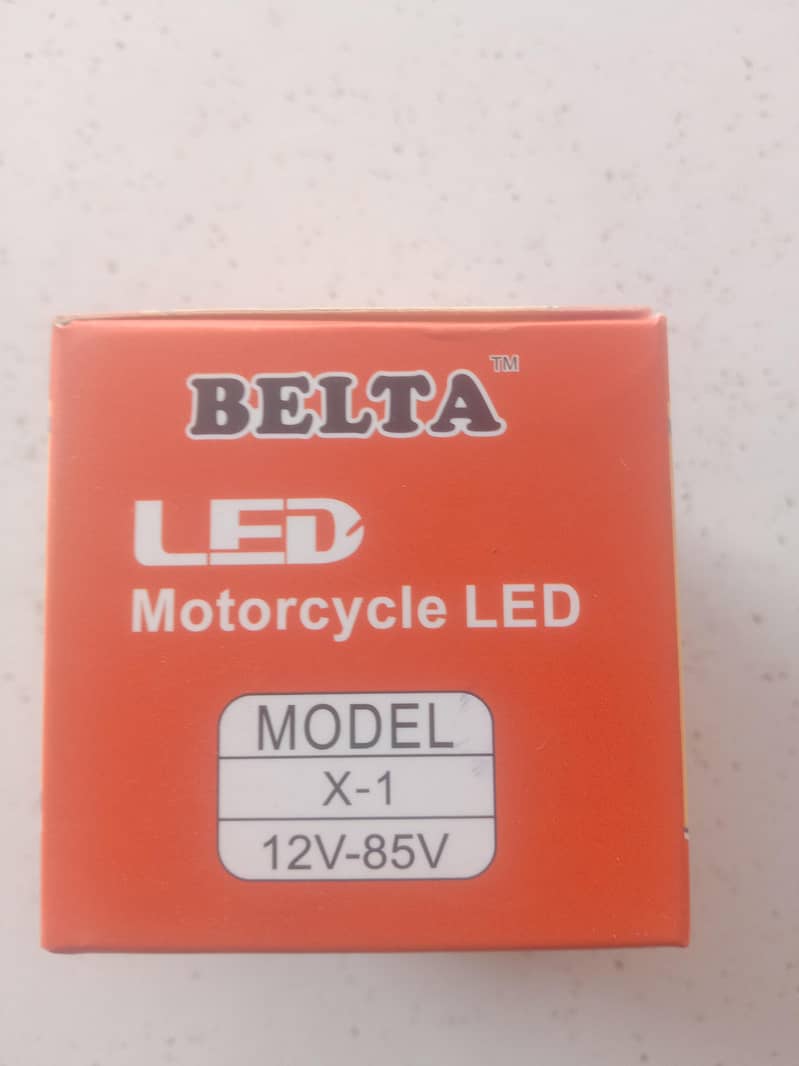 BELTA™
LED
Motorcycle LED
MODEL
X-1
12V-85V